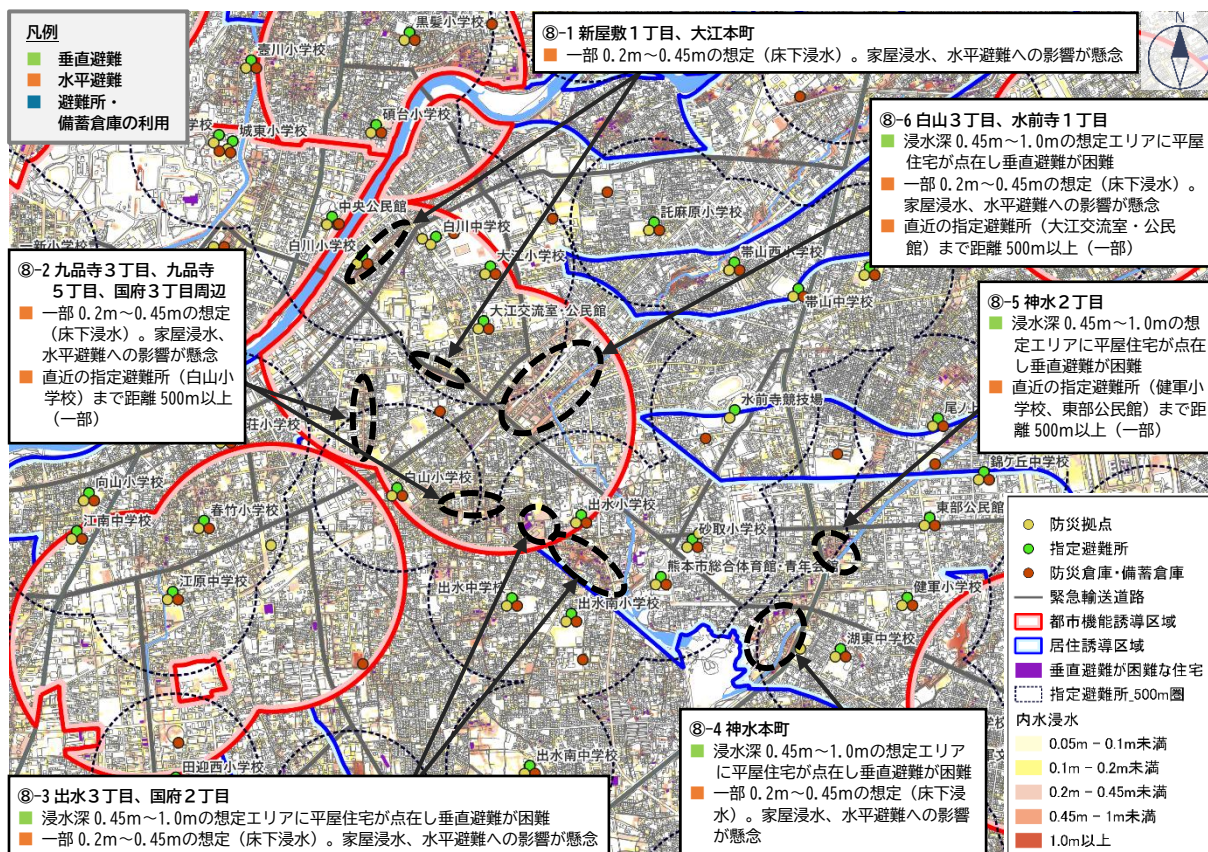 凡例
垂直避難
水平避難
避難所・
備蓄倉庫の利用
⑧-1 新屋敷1丁目、大江本町
一部 0.2m~0.45mの想定(床下浸水)。家屋浸水、水平避難への影響が懸念
N
⑧-6 白山3丁目、水前寺1丁目
浸水深 0.45m~1.0mの想定エリアに平屋
住宅が点在し垂直避難が困難
一部 0.2m~0.45mの想定(床下浸水)。
家屋浸水、水平避難への影響が懸念
直近の指定避難所(大江交流室・公民
館)まで距離 500m以上(一部)
⑧-2 九品寺3丁目、九品寺
5丁目、国府3丁目周辺
一部 0.2m~0.45mの想定
(床下浸水)。家屋浸水、
水平避難への影響が懸念
直近の指定避難所(白山小
学校)まで距離 500m以上
(一部)
⑧-5 神水2丁目
浸水深 0.45m~1.0mの想
定エリアに平屋住宅が点在
し垂直避難が困難
直近の指定避難所(健軍小
学校、東部公民館)まで距
離 500m以上(一部)
⑧-3 出水3丁目、国府2丁目
浸水深 0.45m~1.0mの想定エリアに平屋住宅が点在し垂直避難が困難
一部 0.2m~0.45mの想定(床下浸水)。家屋浸水、水平避難への影響が懸念
⑧-4 神水本町
浸水深 0.45m~1.0mの想定エリア
に平屋住宅が点在し垂直避難が困難
一部 0.2m~0.45mの想定(床下浸
水)。家屋浸水、水平避難への影響
が懸念
防災拠点
指定避難所
防災倉庫・備蓄倉庫
緊急輸送道路
都市機能誘導区域
居住誘導区域
垂直避難が困難な住宅
指定避難所_500m圏
内水浸水
0.05m - 0.1m未満
0.1m - 0.2m未満
0.2m - 0.45m未満
0.45m - 1m未満
1.0m以上
黒髪小学校
壺川小学校
碩台小学校
城東小学校
学校
中央公民館
白川中学校
託麻原小学校
一新小学校
白川小学校
大江小学校
帯山西小学校
帯山中学校
大江交流室・公民館
水前寺競技場
尾ノ上
荘小学校
錦ケ丘中学校
向山小学校
白山小学校
江南中学校
春竹小学校
出水小学校
砂取小学校
東部公民館
熊本市総合体育館・青年会館
江原中学校
出水中学校
健軍小学校
出水南小学校
湖東中学校
出水南中学校
田迎西小学校